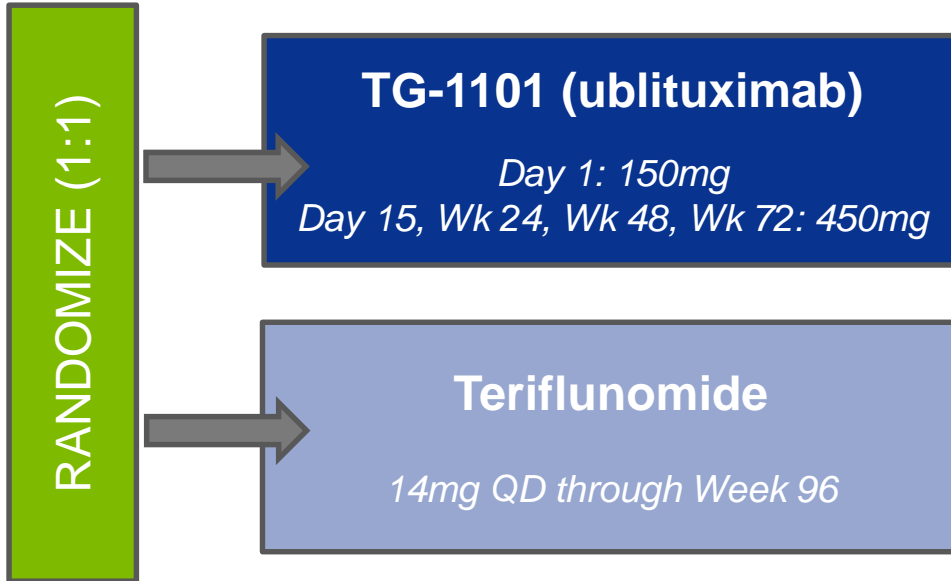 RANDOMIZE (1:1)
TG-1101 (ublituximab)
Day 1: 150mg
Day 15, Wk 24, Wk 48, Wk 72: 450mg
Teriflunomide
14mg QD through Week 96